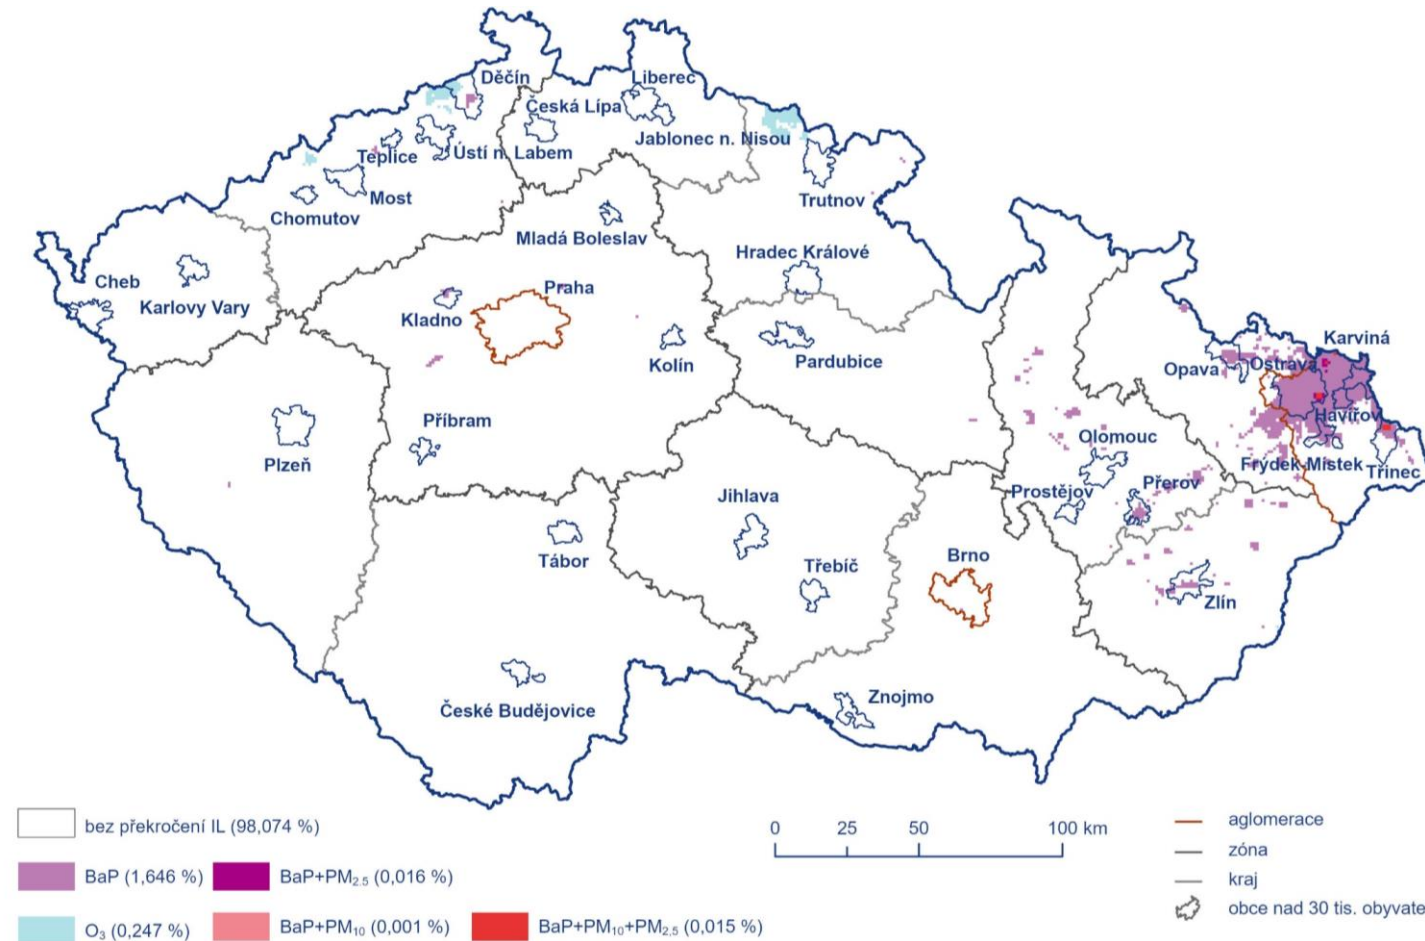 Děčín
Liberec
Česká Lípa
Jablonec n. Nisou
Teplice
Ústí n. Labem
Most
Chomutov
Trutnov
Mladá Boleslav
Hradec Králové
Cheb
Karlovy Vary
Praha
Kladno
Kolín
Pardubice
Karviná
Opava
Ostrava
Havířov
Příbram
Plzeň
Olomouc
Frýdek-Místek
Třinec
Prostějov
Přerov
Jihlava
Tábor
Třebíč
Brno
Zlín
České Budějovice
Znojmo
bez překročení IL (98,074 %)
BaP (1,646 %)
BaP+PM2.5 (0,016 %)
O3 (0,247 %)
BaP+PM10 (0,001 %)
BaP+PM10+PM2.5 (0,015 %)
0 25 50 100 km
aglomerace
zóna
kraj
obce nad 30 tis. obyvate